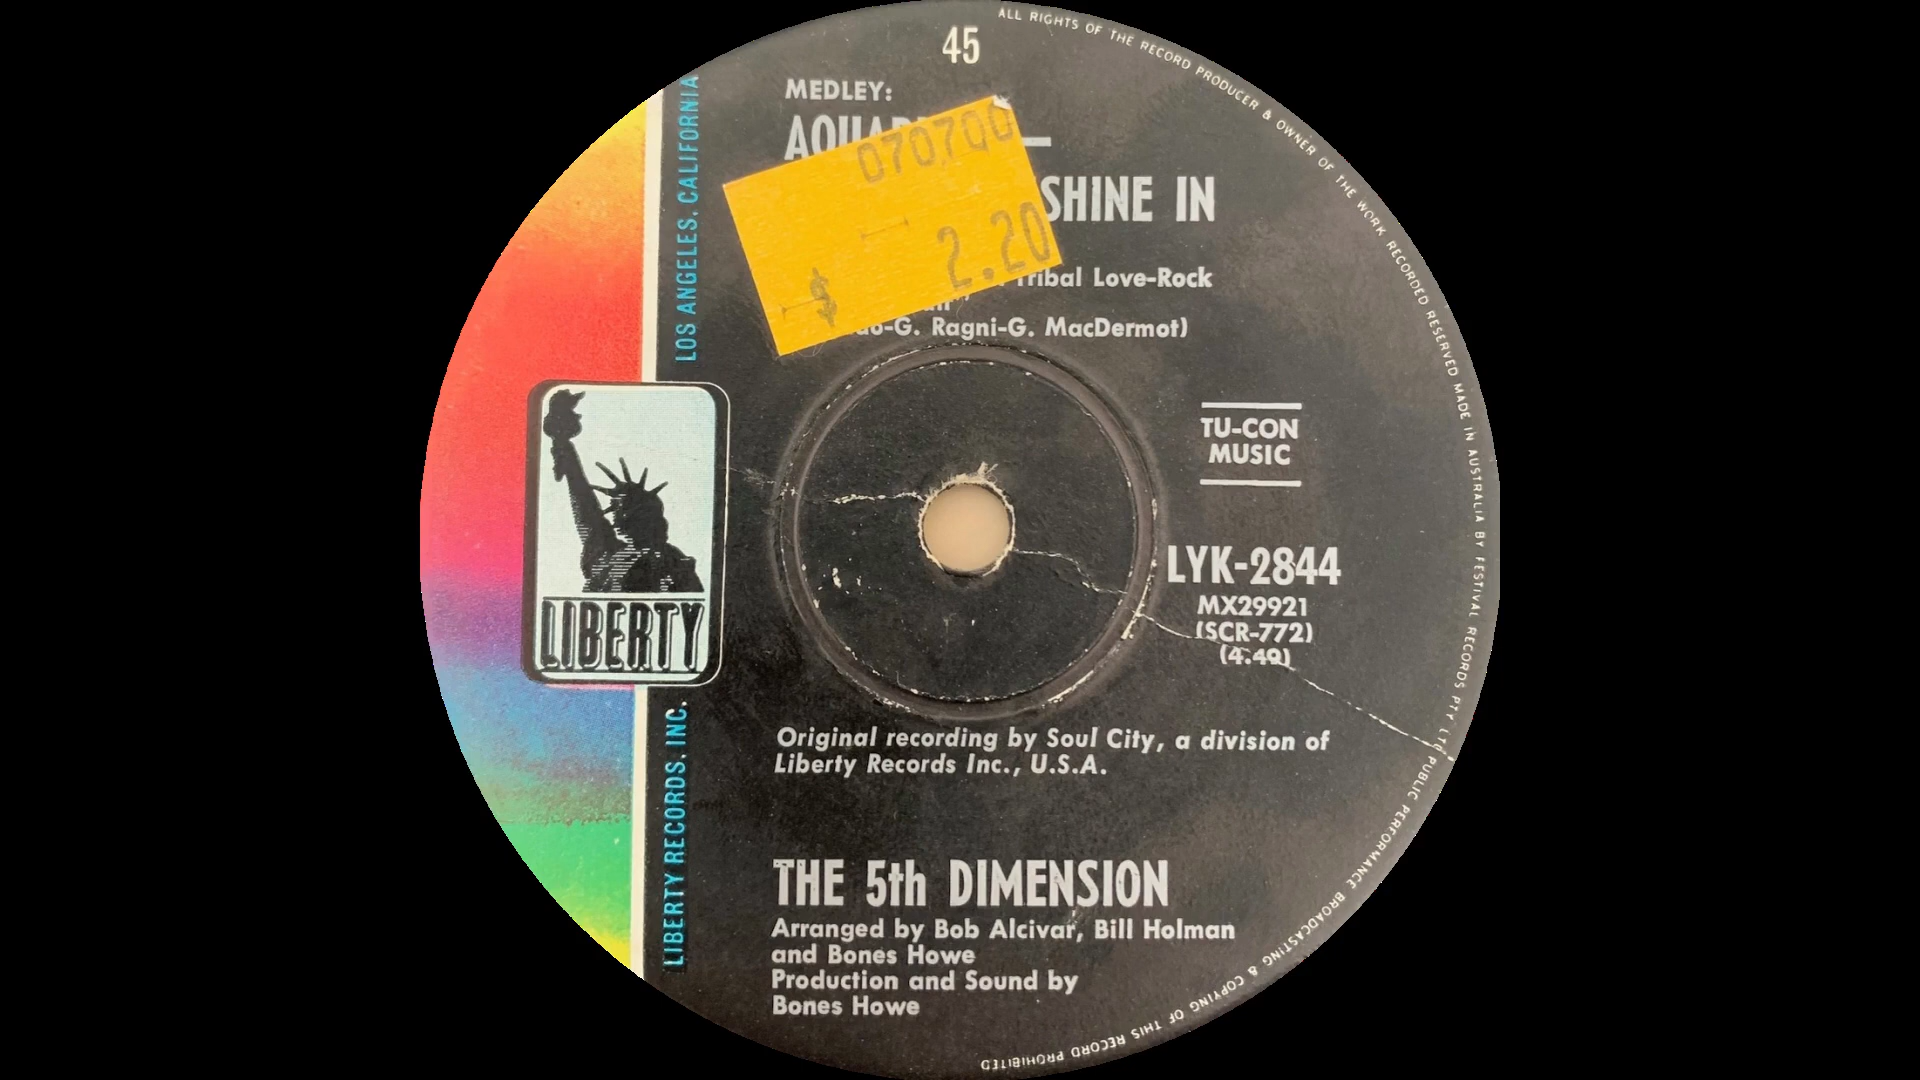 45
MEDLEY:
070700
SHINE IN
2.20
$
Tribal Love-Rock
Ragni-G. MacDermot)
LOS ANGELES, CALIFORNIA
LIBERTY
LIBERTY RECORDS, INC.
TU-CON
MUSIC
LYK-2844
MX29921
(SCR-772)
(4.49)
Original recording by Soul City, a division of
Liberty Records Inc., U.S.A.
THE 5th DIMENSION
Arranged by Bob Alcivar, Bill Holman
and Bones Howe
Production and Sound by
Bones Howe
ALL RIGHTS OF THE RECORD PRODUCER & OWNER OF THE WORK RECORDED RESERVED MADE IN AUSTRALIA BY FESTIVAL RECORDS PTY LTD PUBLIC PERFORMANCE BROADCASTING & COPYING OF THIS RECORD PROHIBITED